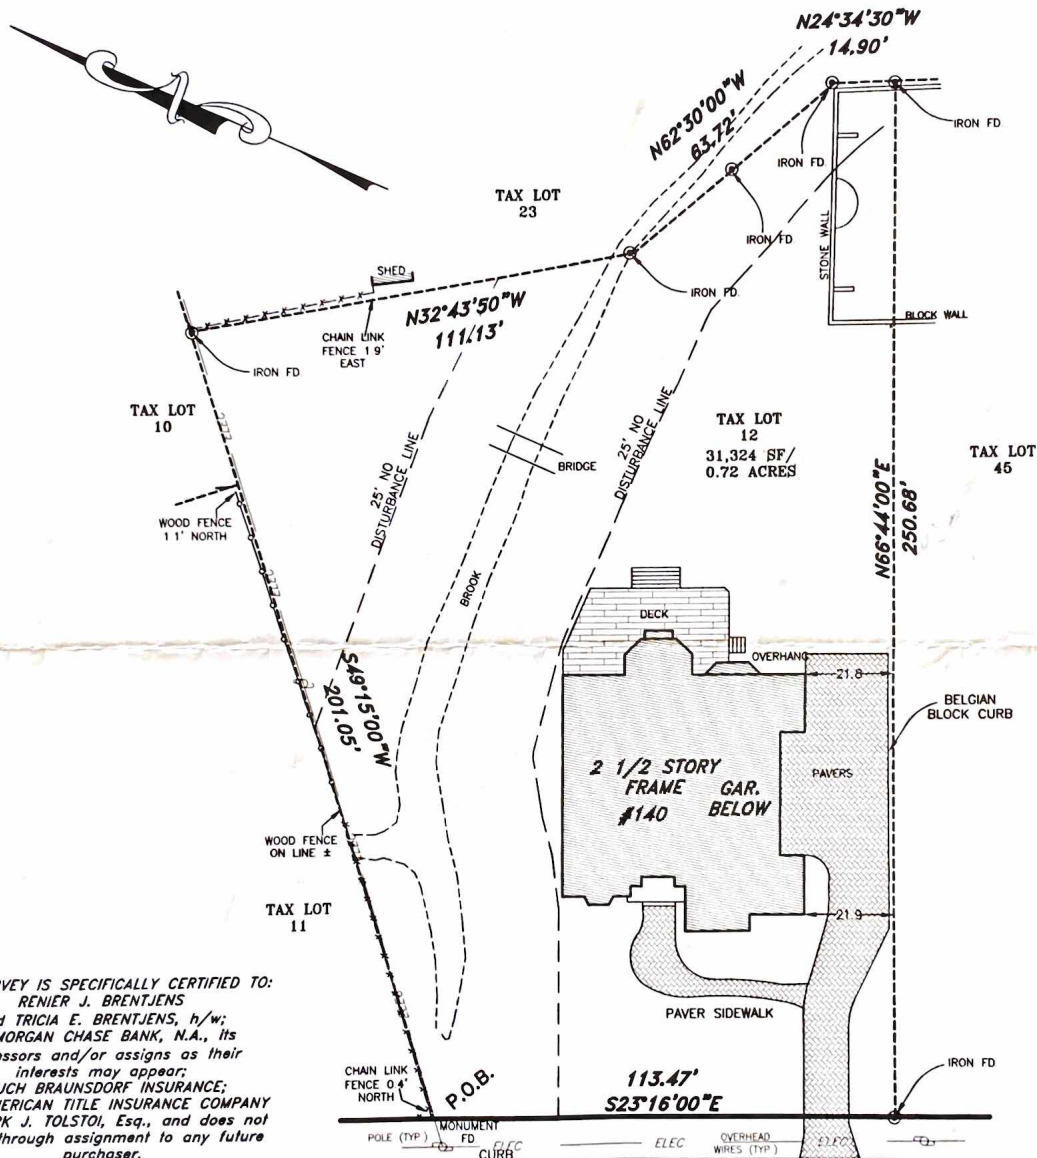 N24°34'30"W
14.90'
N62°30'00"W
63.72'
IRON FD
IRON FD.
IRON FD
IRON FD.
TAX LOT
23
SHED
STONE WALL
BLOCK WALL
N32°43'50"W
111.13'
CHAIN LINK
FENCE 1 9'
EAST
IRON FD
TAX LOT
10
TAX LOT
12
31,324 SF/
0.72 ACRES
TAX LOT
45
25' NO
DISTURBANCE LINE
BRIDGE
25' NO
DISTURBANCE LINE
WOOD FENCE
1 1' NORTH
N66°44'00"E
250.68'
BROOK
DECK
OVERHANG
21.8
S49°15'00"W
201.05'
BELGIAN
BLOCK CURB
2 1/2 STORY
FRAME
#140
GAR.
BELOW
PAVERS
WOOD FENCE
ON LINE ±
TAX LOT
11
21.9
VEY IS SPECIFICALLY CERTIFIED TO:
RENIER J. BRENTJENS
d TRICIA E. BRENTJENS, h/w;
MORGAN CHASE BANK, N.A., its
essors and/or assigns as their
interests may appear;
UCH BRAUNSDORF INSURANCE;
ERICAN TITLE INSURANCE COMPANY
RK J. TOLSTOI, Esq., and does not
through assignment to any future
purchaser.
PAVER SIDEWALK
CHAIN LINK
FENCE 0 4'
NORTH
P.O.B.
113.47'
S23°16'00"E
IRON FD
POLE (TYP )
MONUMENT
FD
CURB
ELEC
ELEC
OVERHEAD
WIRES (TYP )
ELEC